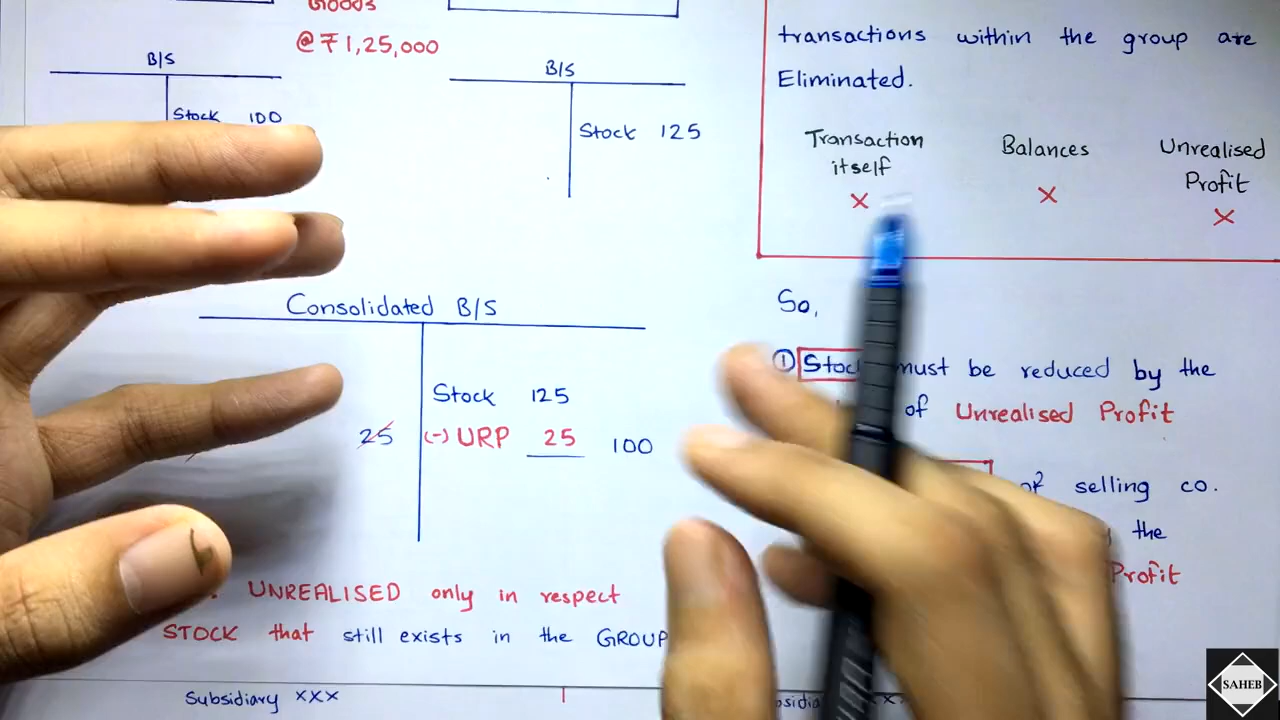 Goods
@ ₹ 1,25,000
B/S
Stock 100
B/S
Stock 125
transactions within the group are
Eliminated.
Transaction
itself
×
Balances
×
Unrealised
Profit
×
Consolidated B/S
Stock 125
25 (-) URP 25 100
So,
① Stock must be reduced by the
of Unrealised Profit
of selling co.
the
Profit
UNREALISED only in respect
STOCK that still exists in the GROUP
Subsidiary XXX
SAHEB